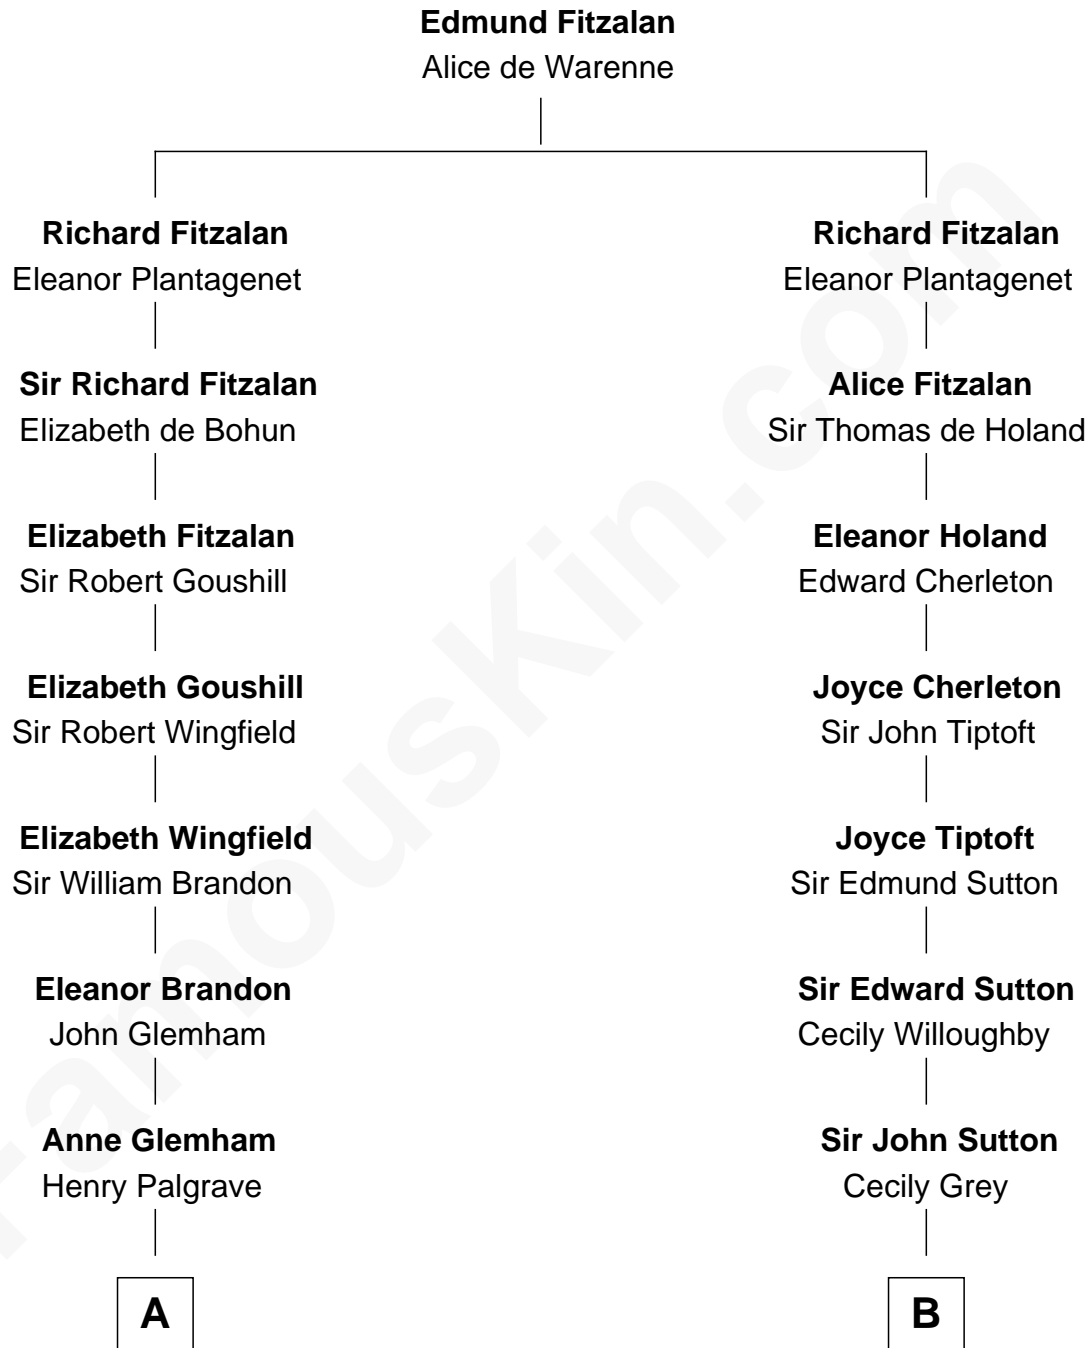 Edmund Fitzalan
Alice de Warenne
Richard Fitzalan
Eleanor Plantagenet
Richard Fitzalan
Eleanor Plantagenet
Sir Richard Fitzalan
Elizabeth de Bohun
Alice Fitzalan
Sir Thomas de Holand
Elizabeth Fitzalan
Sir Robert Goushill
Eleanor Holand
Edward Cherleton
Elizabeth Goushill
Sir Robert Wingfield
Joyce Cherleton
Sir John Tiptoft
Elizabeth Wingfield
Sir William Brandon
Joyce Tiptoft
Sir Edmund Sutton
Eleanor Brandon
John Glemham
Sir Edward Sutton
Cecily Willoughby
Anne Glemham
Henry Palgrave
Sir John Sutton
Cecily Grey
A
B
FamousKin.com